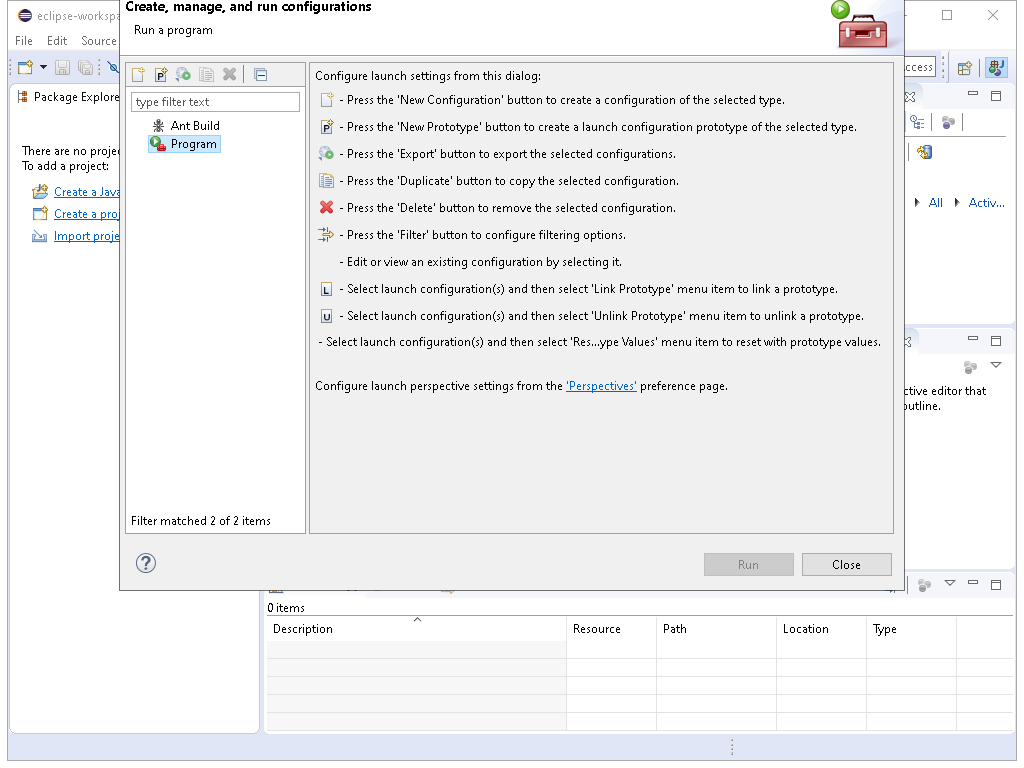 Create, manage, and run configurations
eclipse-workspa
Run a program
File Edit Source
ccess
Package Explore
type filter text
Ant Build
Program
Filter matched 2 of 2 items
Configure launch settings from this dialog:
- Press the 'New Configuration' button to create a configuration of the selected type.
- Press the 'New Prototype' button to create a launch configuration prototype of the selected type.
- Press the 'Export' button to export the selected configurations.
- Press the 'Duplicate' button to copy the selected configuration.
- Press the 'Delete' button to remove the selected configuration.
- Press the 'Filter' button to configure filtering options.
- Edit or view an existing configuration by selecting it.
- Select launch configuration(s) and then select 'Link Prototype' menu item to link a prototype.
- Select launch configuration(s) and then select 'Unlink Prototype' menu item to unlink a prototype.
- Select launch configuration(s) and then select 'Res...ype Values' menu item to reset with prototype values.
Configure launch perspective settings from the 'Perspectives' preference page.
Run Close
There are no projec
To add a project:
Create a Java
Create a proj
Import proje
All Activ...
ctive editor that
outline.
0 items
Description Resource Path Location Type